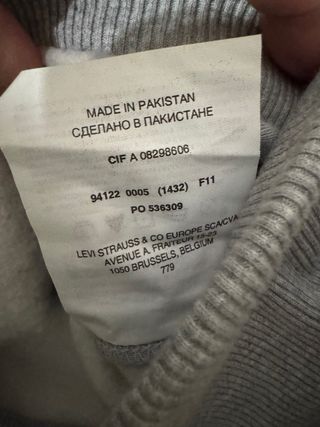 MADE IN PAKISTAN
СДЕЛАНО В ПАКИСТАНЕ
CIF A 08298606
94122 0005 (1432) F11
PO 536309
LEVI STRAUSS & CO EUROPE SCA/CVA
AVENUE A. FRAITEUR 15-23
1050 BRUSSELS, BELGIUM
779